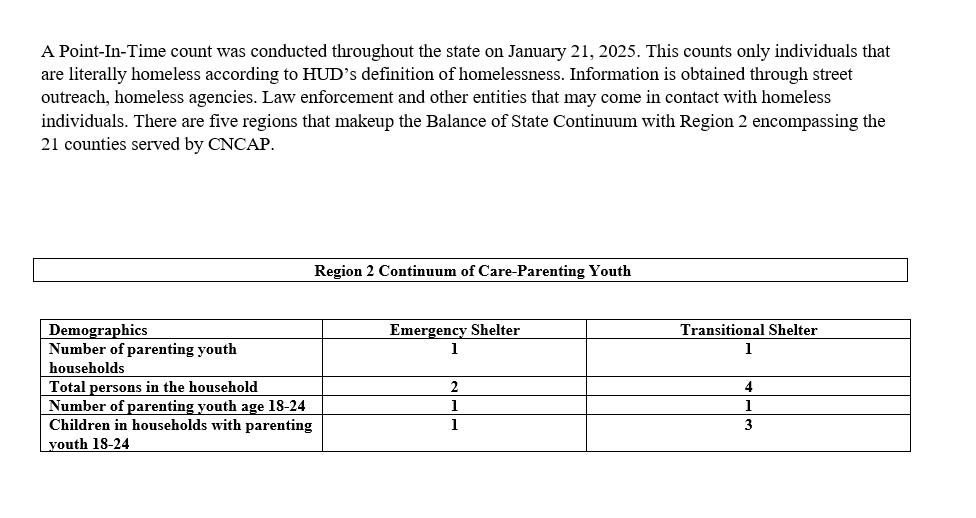 A Point-In-Time count was conducted throughout the state on January 21, 2025. This counts only individuals that
are literally homeless according to HUD’s definition of homelessness. Information is obtained through street
outreach, homeless agencies. Law enforcement and other entities that may come in contact with homeless
individuals. There are five regions that makeup the Balance of State Continuum with Region 2 encompassing the
21 counties served by CNCAP.
Region 2 Continuum of Care-Parenting Youth
Demographics Emergency Shelter Transitional Shelter
Number of parenting youth 1 1
households
Total persons in the household 2 4
Number of parenting youth age 18-24 1 1
Children in households with parenting 1 3
youth 18-24